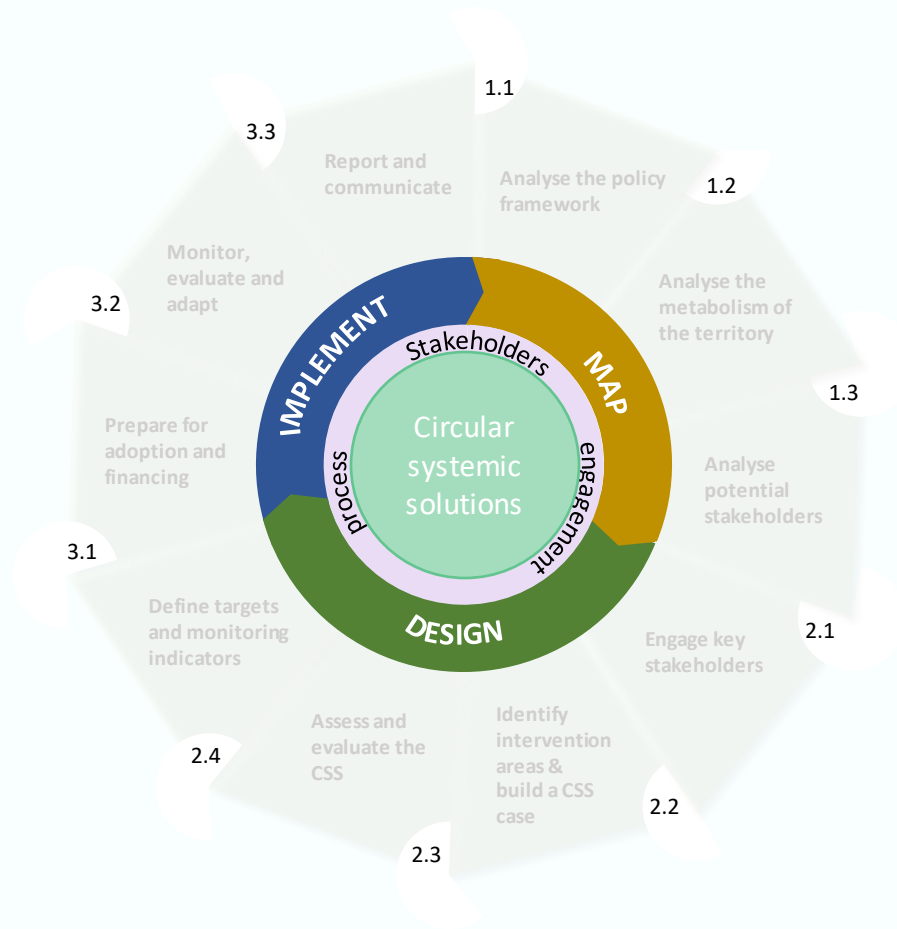 1.1
Analyse the policy
framework
1.2
Analyse the
metabolism of
the territory
1.3
Analyse
potential
stakeholders
2.1
Engage key
stakeholders
2.2
Identify
intervention
areas &
build a CSS
case
2.3
Assess and
evaluate the
CSS
2.4
Define targets
and monitoring
indicators
3.1
Prepare for
adoption and
financing
3.2
Monitor,
evaluate and
adapt
3.3
Report and
communicate
IMPLEMENT
MAP
DESIGN
Stakeholders
engagement
process
Circular
systemic
solutions